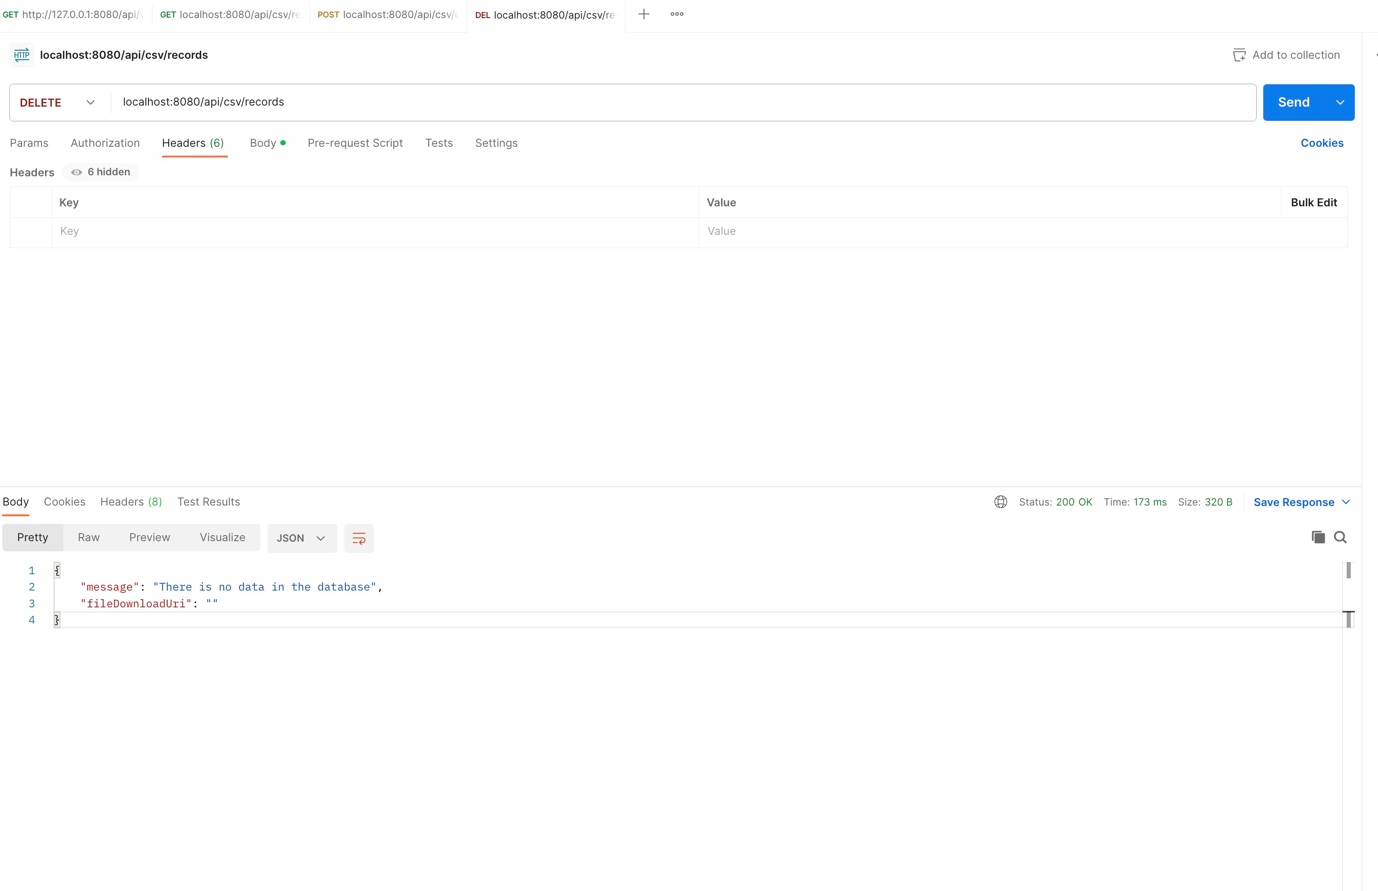 GET http://127.0.0.1:8080/api/ GET localhost:8080/api/csv/re POST localhost:8080/api/csv/ DEL localhost:8080/api/csv/re
HTTP localhost:8080/api/csv/records Add to collection
DELETE localhost:8080/api/csv/records Send
Params Authorization Headers (6) Body Pre-request Script Tests Settings Cookies
Headers 6 hidden
Key Value Bulk Edit
Key Value
Body Cookies Headers (8) Test Results Status: 200 OK Time: 173 ms Size: 320 B Save Response
Pretty Raw Preview Visualize JSON
1 {
2 "message": "There is no data in the database",
3 "fileDownloadUri": ""
4 }